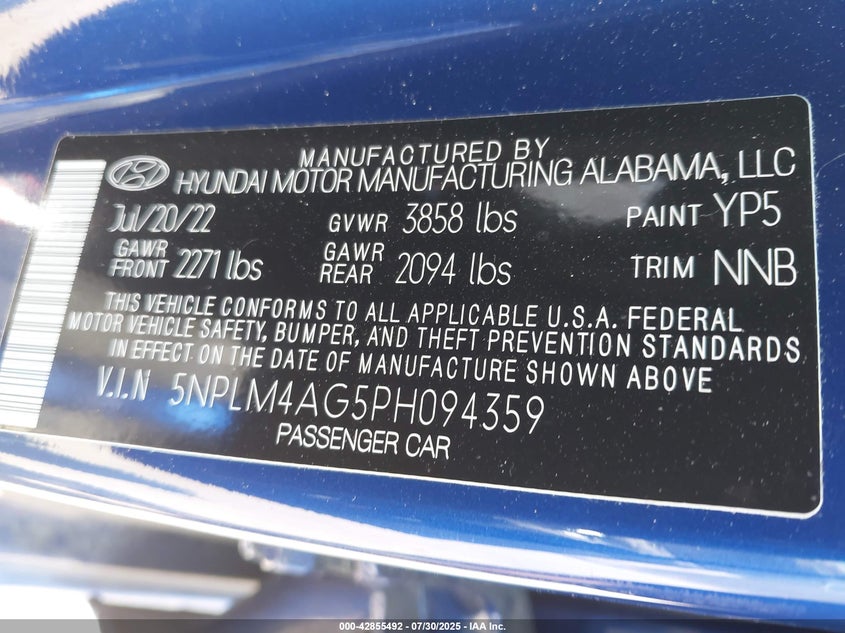 MANUFACTURED BY
HYUNDAI MOTOR MANUFACTURING ALABAMA, LLC
Jul/20/22 GVWR 3858 lbs PAINT YP5
GAWR FRONT 2271 lbs GAWR REAR 2094 lbs TRIM NNB
THIS VEHICLE CONFORMS TO ALL APPLICABLE U.S.A. FEDERAL
MOTOR VEHICLE SAFETY, BUMPER, AND THEFT PREVENTION STANDARDS
IN EFFECT ON THE DATE OF MANUFACTURE SHOWN ABOVE
V.I.N 5NPLM4AG5PH094359
PASSENGER CAR
000-42855492 - 07/30/2025 - IAA Inc.